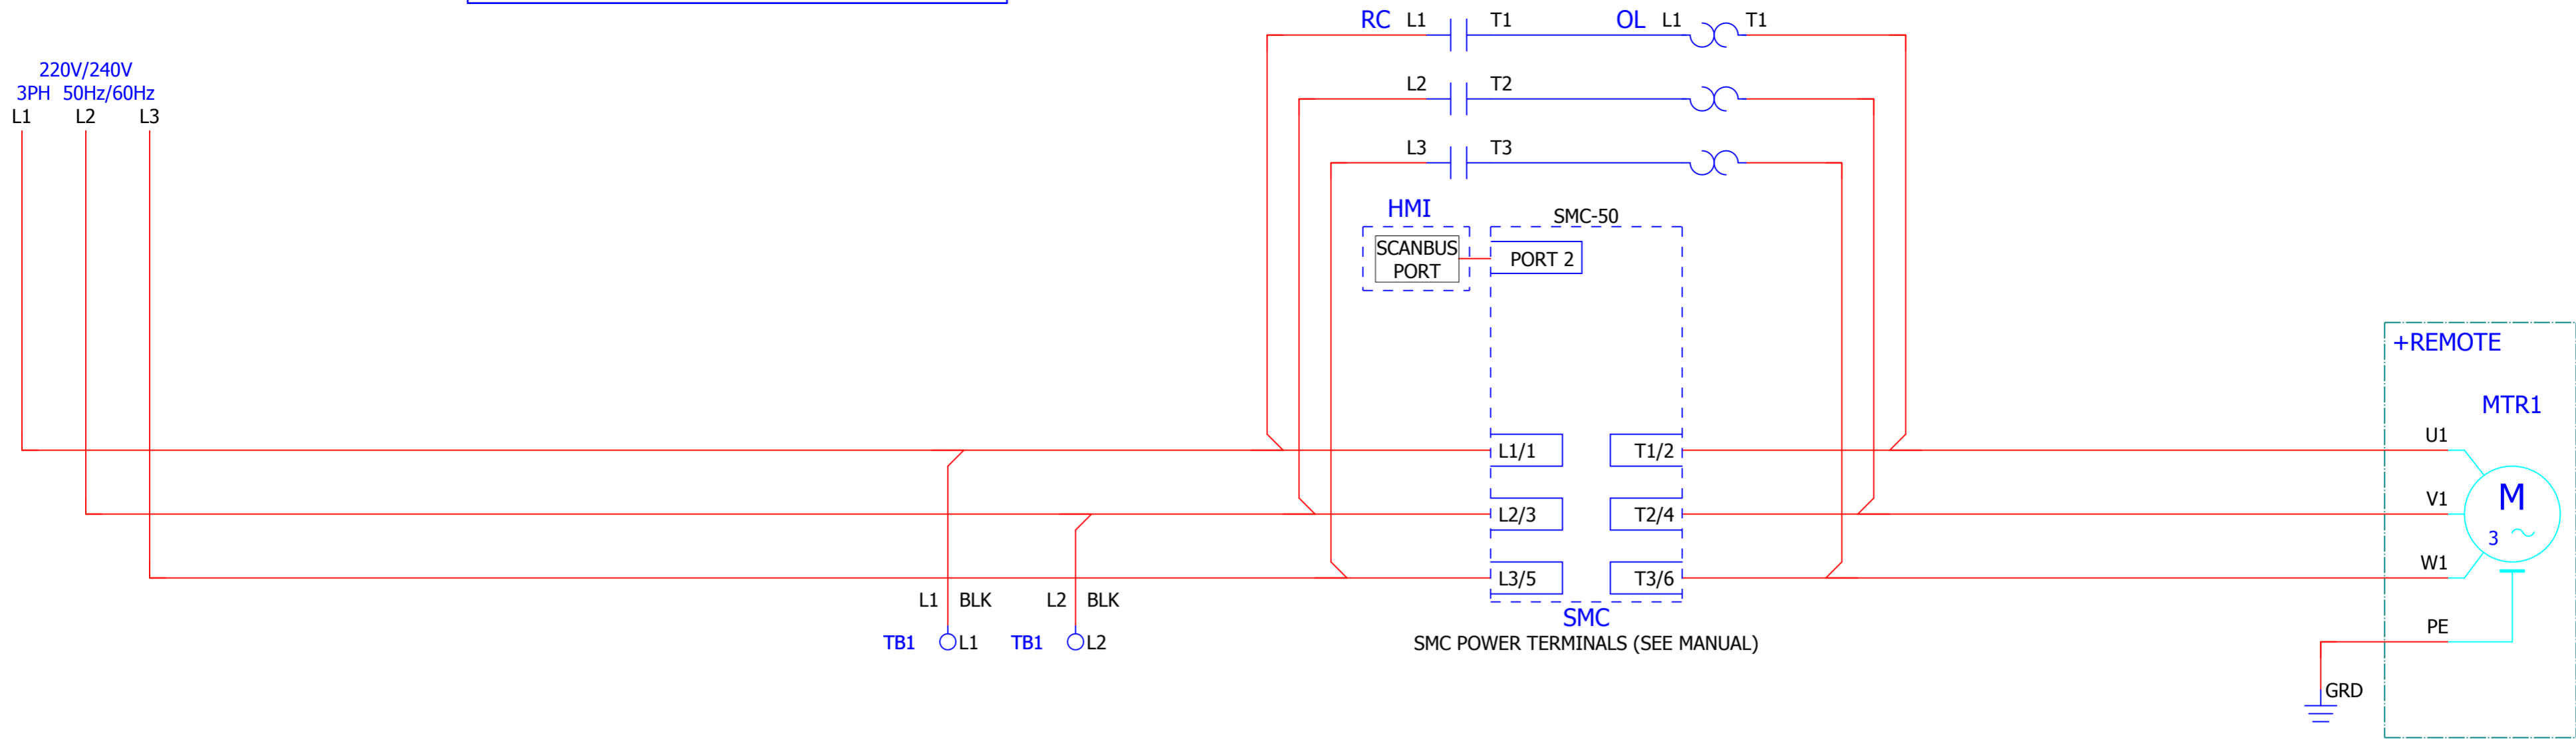 RC L1 T1 OL L1 T1
220V/240V
3PH 50Hz/60Hz
L1 L2 L3
L2 T2
L3 T3
HMI
SCANBUS
PORT
SMC-50
PORT 2
+REMOTE
MTR1
L1/1 T1/2 U1
L2/3 T2/4 V1
M
3
L3/5 T3/6 W1
L1 BLK L2 BLK
SMC
TB1 L1 TB1 L2
SMC POWER TERMINALS (SEE MANUAL)
PE
GRD